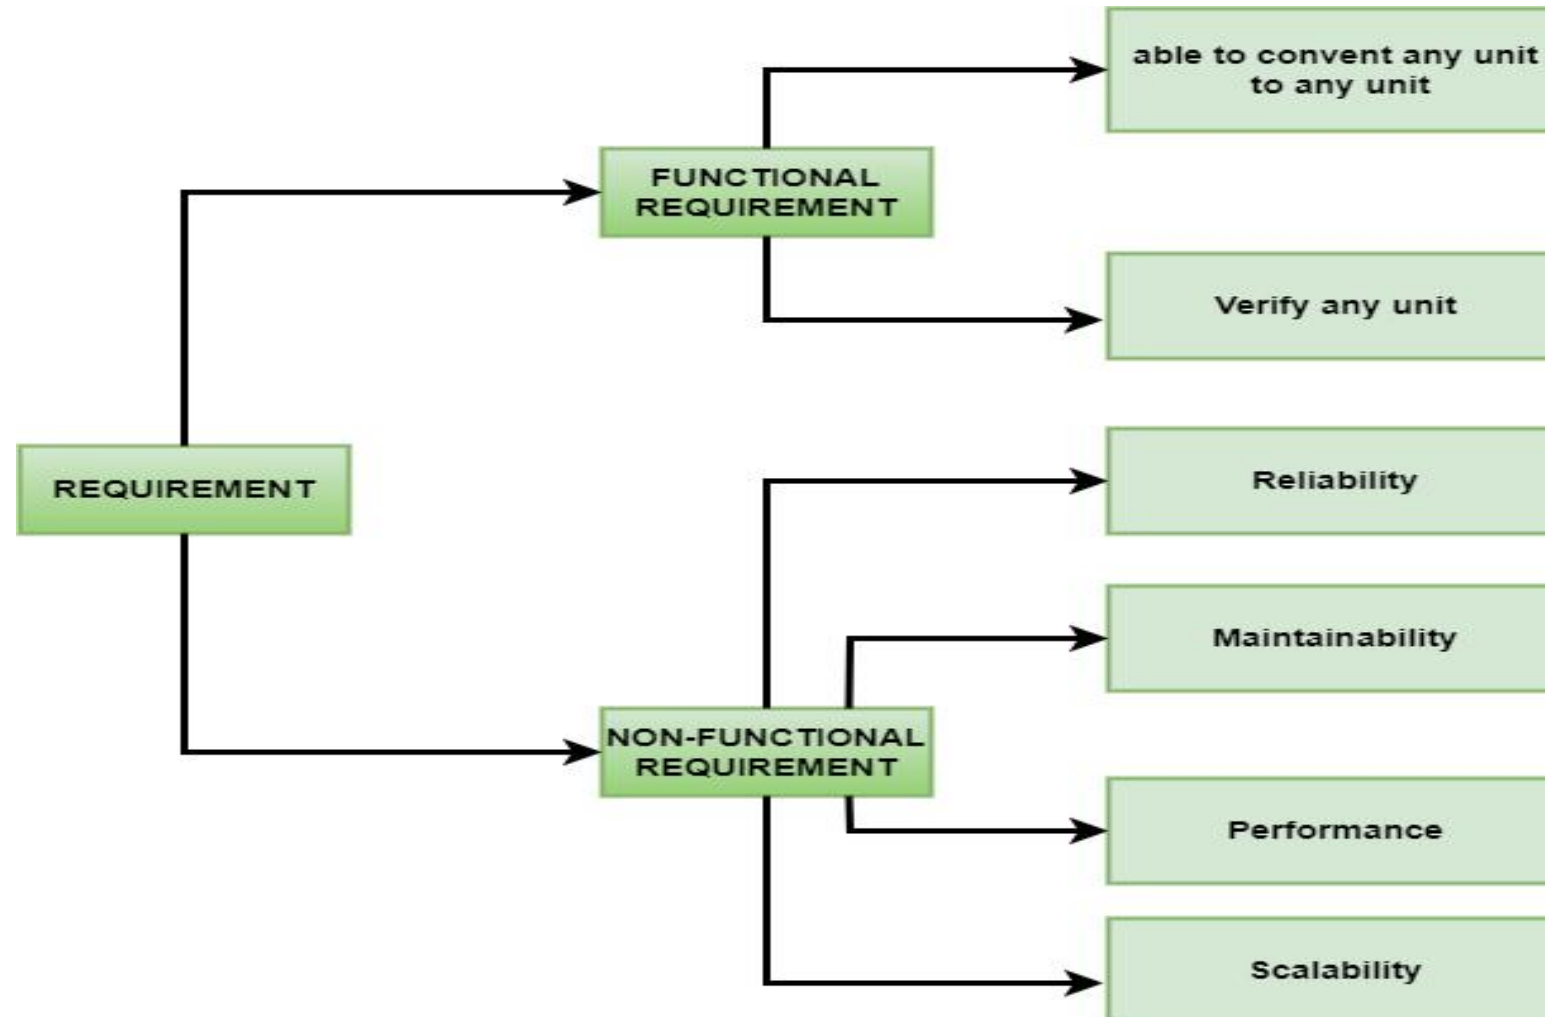 able to convent any unit
to any unit
FUNCTIONAL
REQUIREMENT
Verify any unit
REQUIREMENT
Reliability
Maintainability
NON-FUNCTIONAL
REQUIREMENT
Performance
Scalability